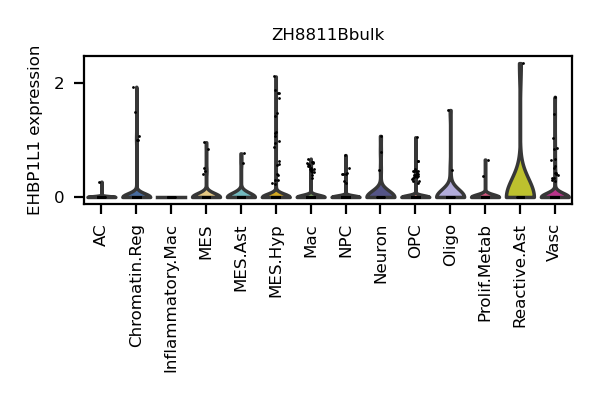 ZH8811Bbulk
EHBP1L1 expression
2
0
AC
Chromatin.Reg
Inflammatory.Mac
MES
MES.Ast
MES.Hyp
Mac
NPC
Neuron
OPC
Oligo
Prolif.Metab
Reactive.Ast
Vasc